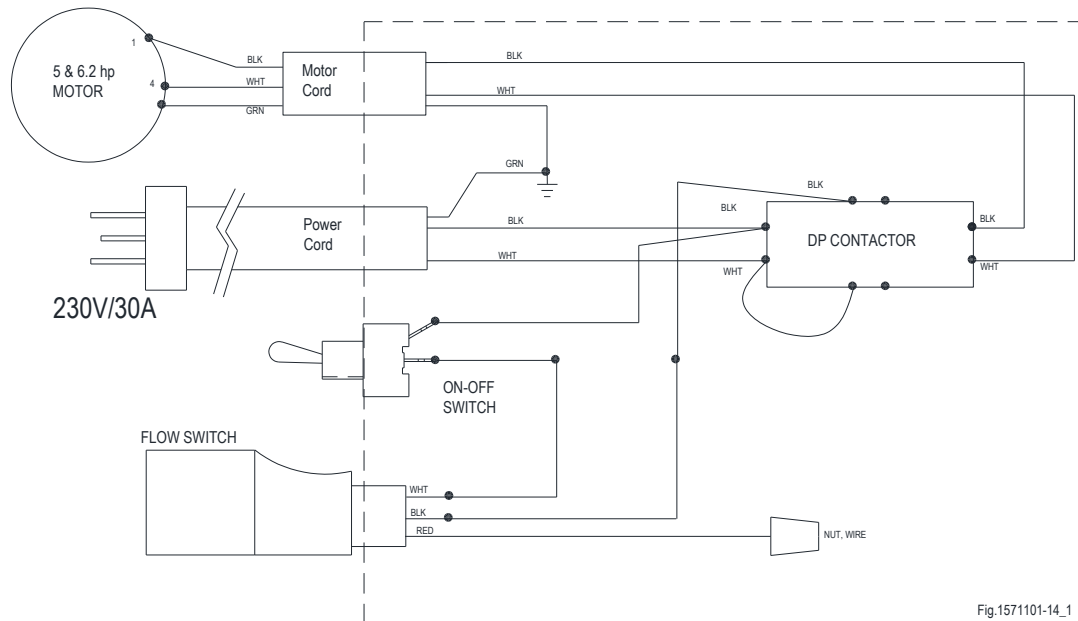 1
BLK
5 & 6.2 hp
MOTOR
4
WHT
GRN
Motor
Cord
BLK
WHT
GRN
Power
Cord
BLK
WHT
230V/30A
BLK
BLK
DP CONTACTOR
BLK
WHT
WHT
ON-OFF
SWITCH
FLOW SWITCH
WHT
BLK
RED
NUT, WIRE
Fig.1571101-14_1